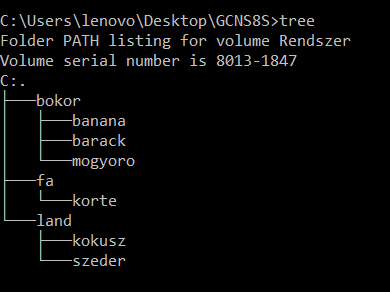 C:\Users\lenovo\Desktop\GCNS8S>tree
Folder PATH listing for volume Rendszer
Volume serial number is 8013-1847
C:.
├───bokor
│   ├───banana
│   ├───barack
│   └───mogyoro
├───fa
│   └───korte
└───land
    ├───kokusz
    └───szeder